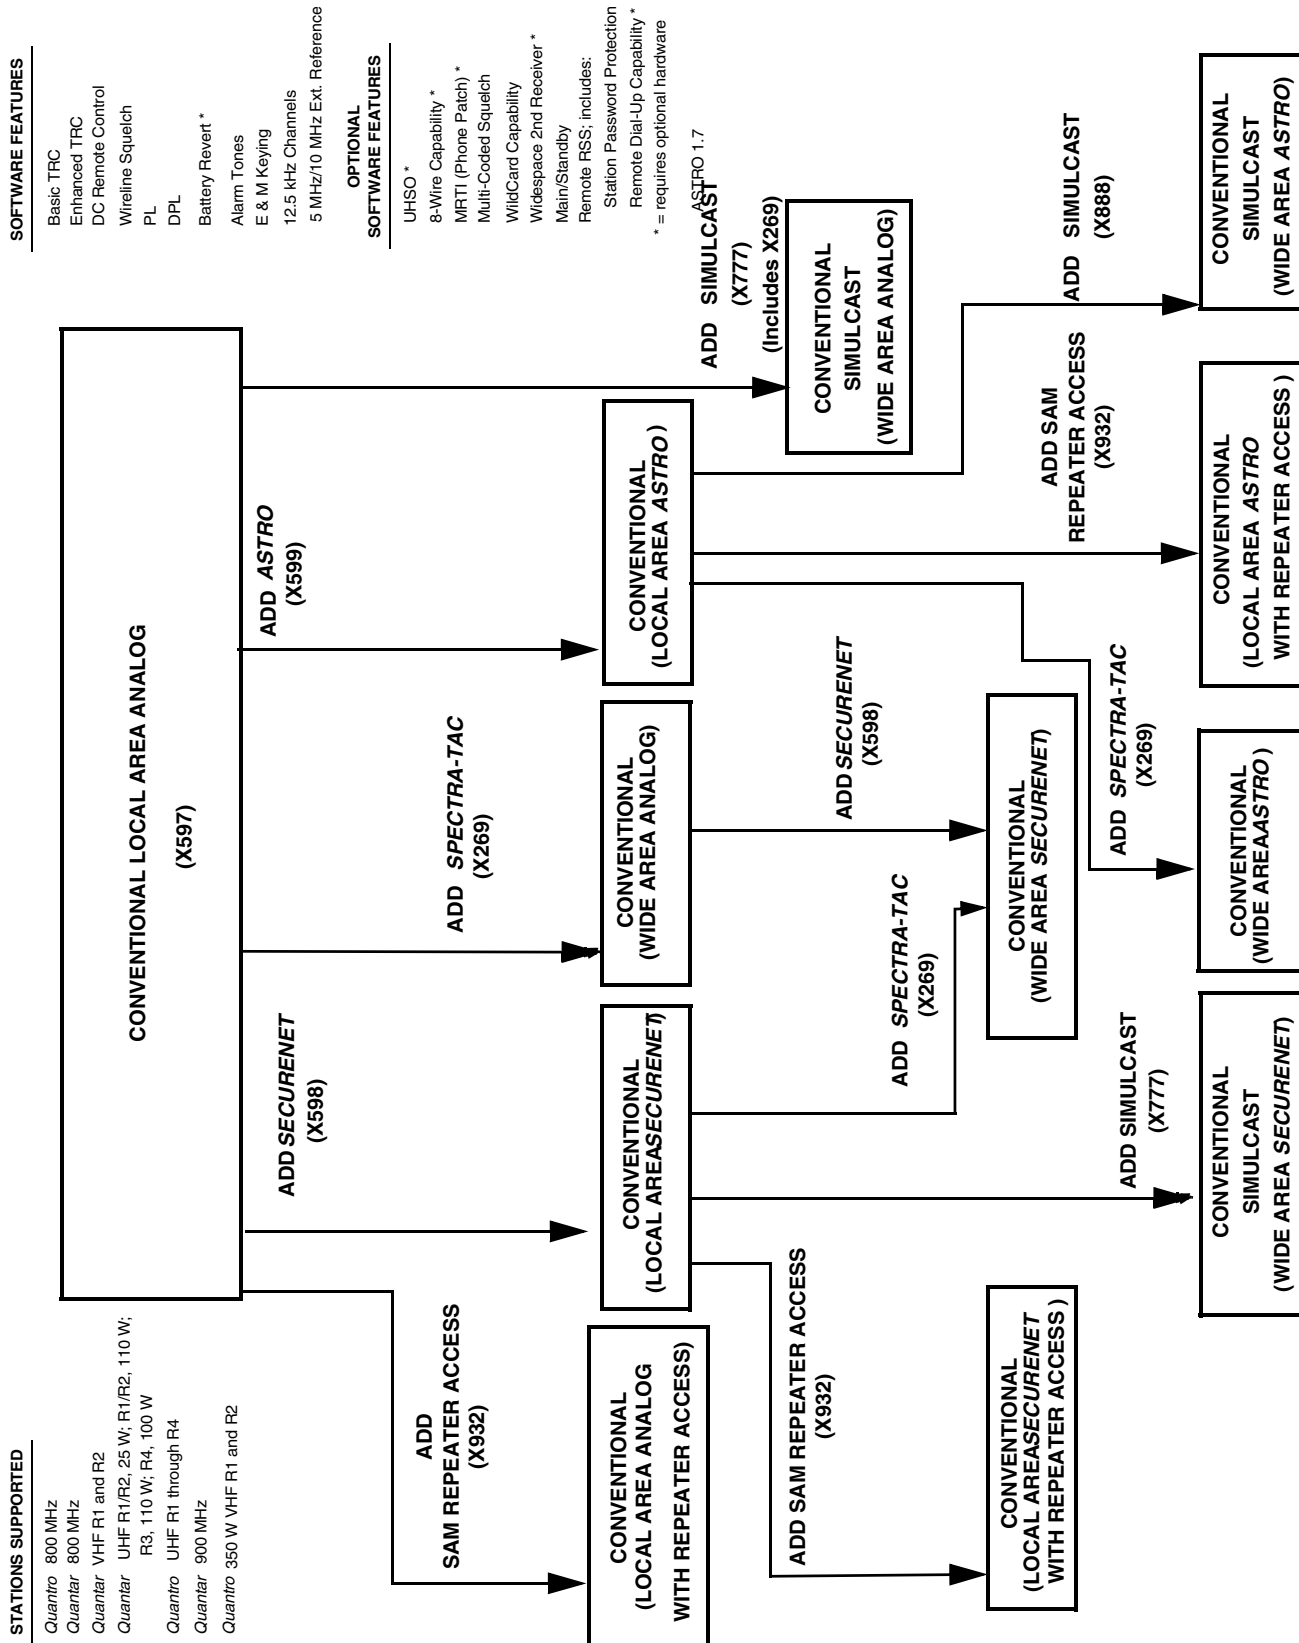 STATIONS SUPPORTED
Quantro 800 MHz
Quantar 800 MHz
Quantar VHF R1 and R2
Quantar UHF R1/R2, 25 W; R1/R2, 110 W;
R3, 110 W; R4, 100 W
Quantro UHF R1 through R4
Quantar 900 MHz
Quantro 350 W VHF R1 and R2
SOFTWARE FEATURES
Basic TRC
Enhanced TRC
DC Remote Control
Wireline Squelch
PL
DPL
Battery Revert *
Alarm Tones
E & M Keying
12.5 kHz Channels
5 MHz/10 MHz Ext. Reference
OPTIONAL
SOFTWARE FEATURES
UHSO *
8-Wire Capability *
MRTI (Phone Patch) *
Multi-Coded Squelch
WildCard Capability
Widespace 2nd Receiver *
Main/Standby
Remote RSS; includes:
Station Password Protection
Remote Dial-Up Capability *
* = requires optional hardware
ASTRO 1.7
CONVENTIONAL LOCAL AREA ANALOG
(X597)
ADD
SAM REPEATER ACCESS
(X932)
ADD SECURENET
(X598)
ADD SPECTRA-TAC
(X269)
ADD ASTRO
(X599)
ADD SIMULCAST
(X777)
(Includes X269)
CONVENTIONAL
(LOCAL AREA ANALOG
WITH REPEATER ACCESS)
CONVENTIONAL
(LOCAL AREASECURENET)
CONVENTIONAL
(WIDE AREA ANALOG)
CONVENTIONAL
(LOCAL AREA ASTRO )
CONVENTIONAL
SIMULCAST
(WIDE AREA ANALOG)
ADD SAM REPEATER ACCESS
(X932)
ADD SPECTRA-TAC
(X269)
ADD SECURENET
(X598)
CONVENTIONAL
(LOCAL AREASECURENET
WITH REPEATER ACCESS )
CONVENTIONAL
(WIDE AREA SECURENET)
ADD SIMULCAST
(X777)
ADD SPECTRA-TAC
(X269)
ADD SAM
REPEATER ACCESS
(X932)
ADD SIMULCAST
(X888)
CONVENTIONAL
SIMULCAST
(WIDE AREA SECURENET)
CONVENTIONAL
(WIDE AREAASTRO )
CONVENTIONAL
(LOCAL AREA ASTRO
WITH REPEATER ACCESS )
CONVENTIONAL
SIMULCAST
(WIDE AREA ASTRO)